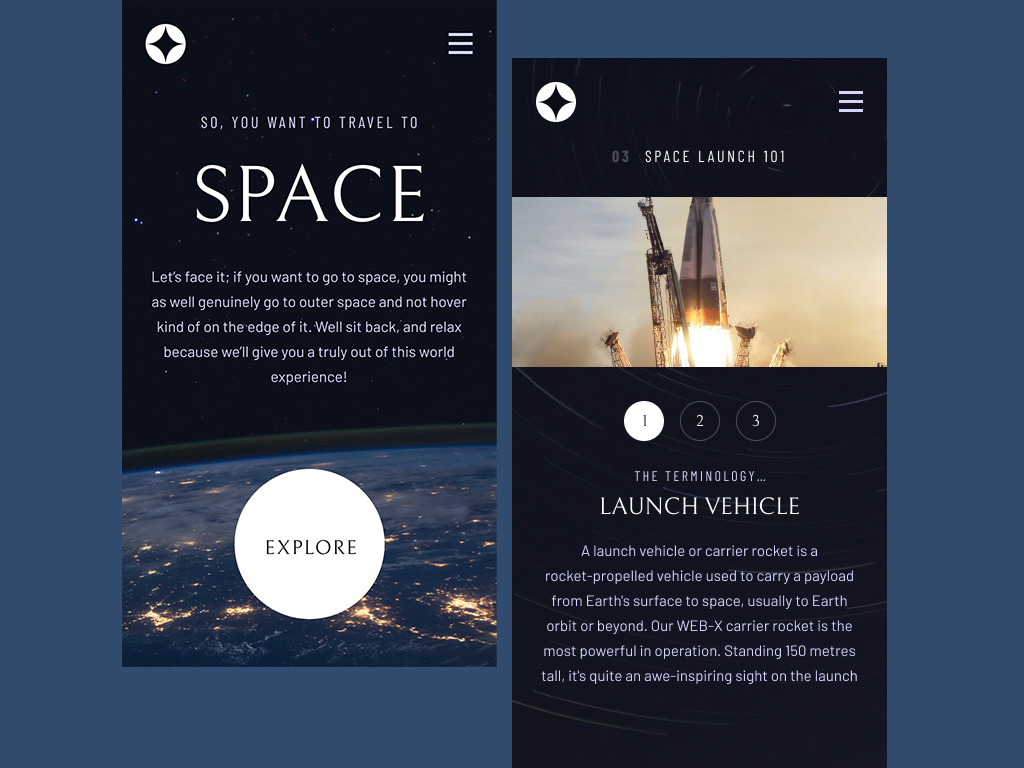 SO, YOU WANT TO TRAVEL TO
SPACE
Let’s face it; if you want to go to space, you might
as well genuinely go to outer space and not hover
kind of on the edge of it. Well sit back, and relax
because we’ll give you a truly out of this world
experience!
EXPLORE
03 SPACE LAUNCH 101
1 2 3
THE TERMINOLOGY…
LAUNCH VEHICLE
A launch vehicle or carrier rocket is a
rocket-propelled vehicle used to carry a payload
from Earth's surface to space, usually to Earth
orbit or beyond. Our WEB-X carrier rocket is the
most powerful in operation. Standing 150 metres
tall, it's quite an awe-inspiring sight on the launch